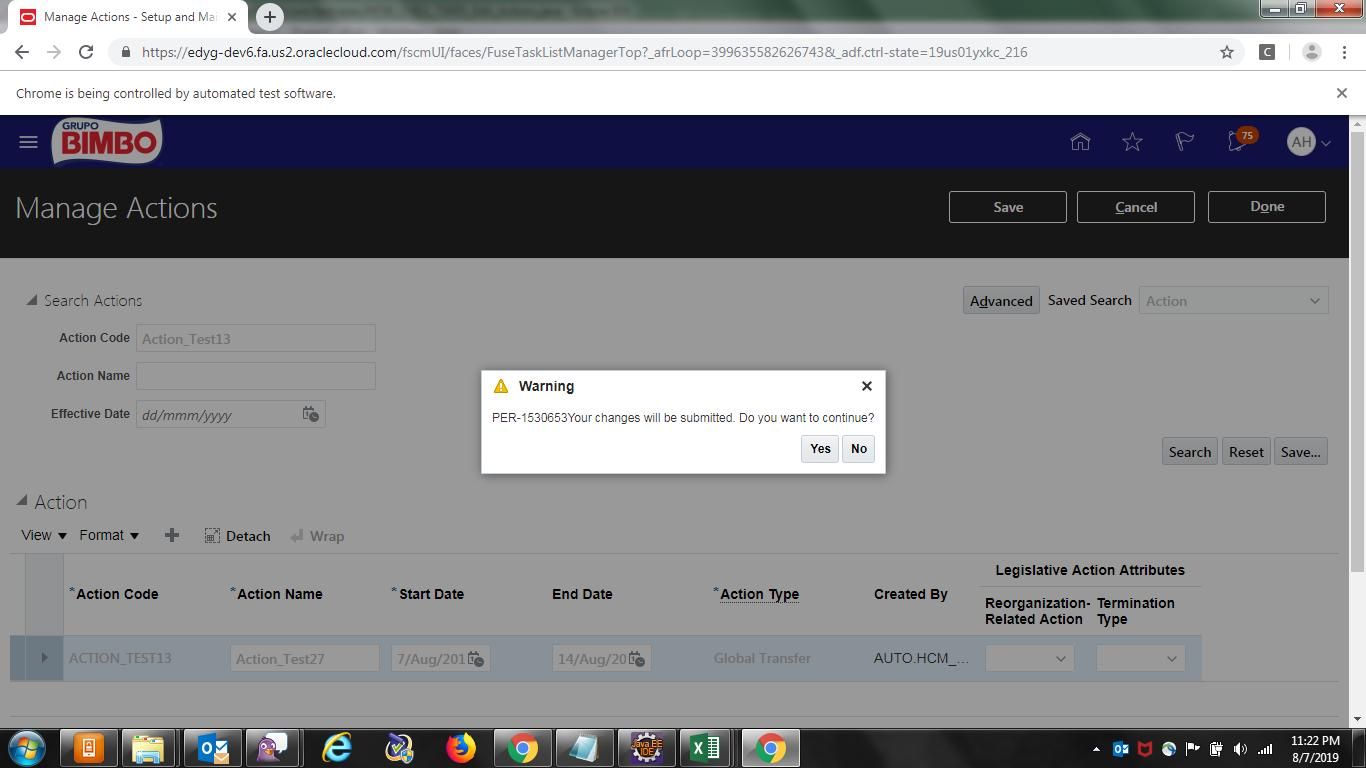 Manage Actions - Setup and Mai
https://edyg-dev6.fa.us2.oraclecloud.com/fscmUI/faces/FuseTaskListManagerTop?_afrLoop=399635582626743&_adf.ctrl-state=19us01yxkc_216
C
Chrome is being controlled by automated test software.
GRUPO
BIMBO
75
AH
Manage Actions
Save
Cancel
Done
Search Actions
Advanced
Saved Search
Action
Action Code
Action_Test13
Action Name
Effective Date
dd/mmm/yyyy
Warning
PER-1530653Your changes will be submitted. Do you want to continue?
Yes
No
Search
Reset
Save...
Action
View
Format
Detach
Wrap
Legislative Action Attributes
*Action Code
*Action Name
*Start Date
End Date
*Action Type
Created By
Reorganization-
Related Action
Termination
Type
ACTION_TEST13
Action_Test27
7/Aug/201
14/Aug/20
Global Transfer
AUTO.HCM_...
Java EE
IDE
11:22 PM
8/7/2019